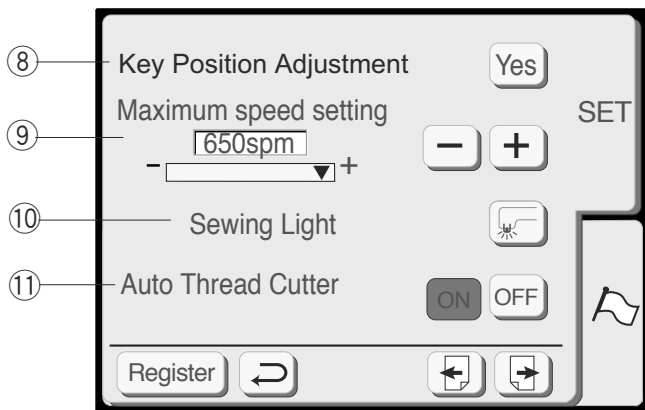 ⑧ Key Position Adjustment Yes
SET
⑨ Maximum speed setting
650spm
- +
− +
⑩ Sewing Light
⑪ Auto Thread Cutter ON OFF
Register